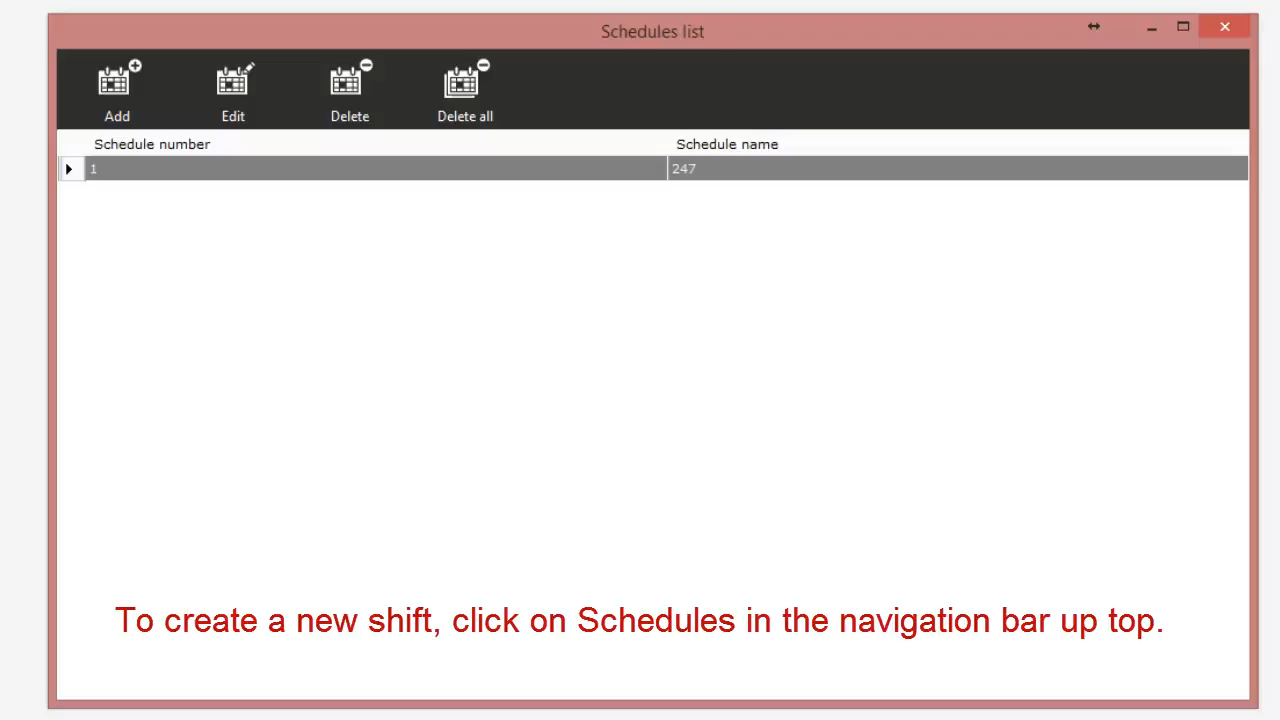 Schedules list
Add Edit Delete Delete all
Schedule number Schedule name
1 247
To create a new shift, click on Schedules in the navigation bar up top.